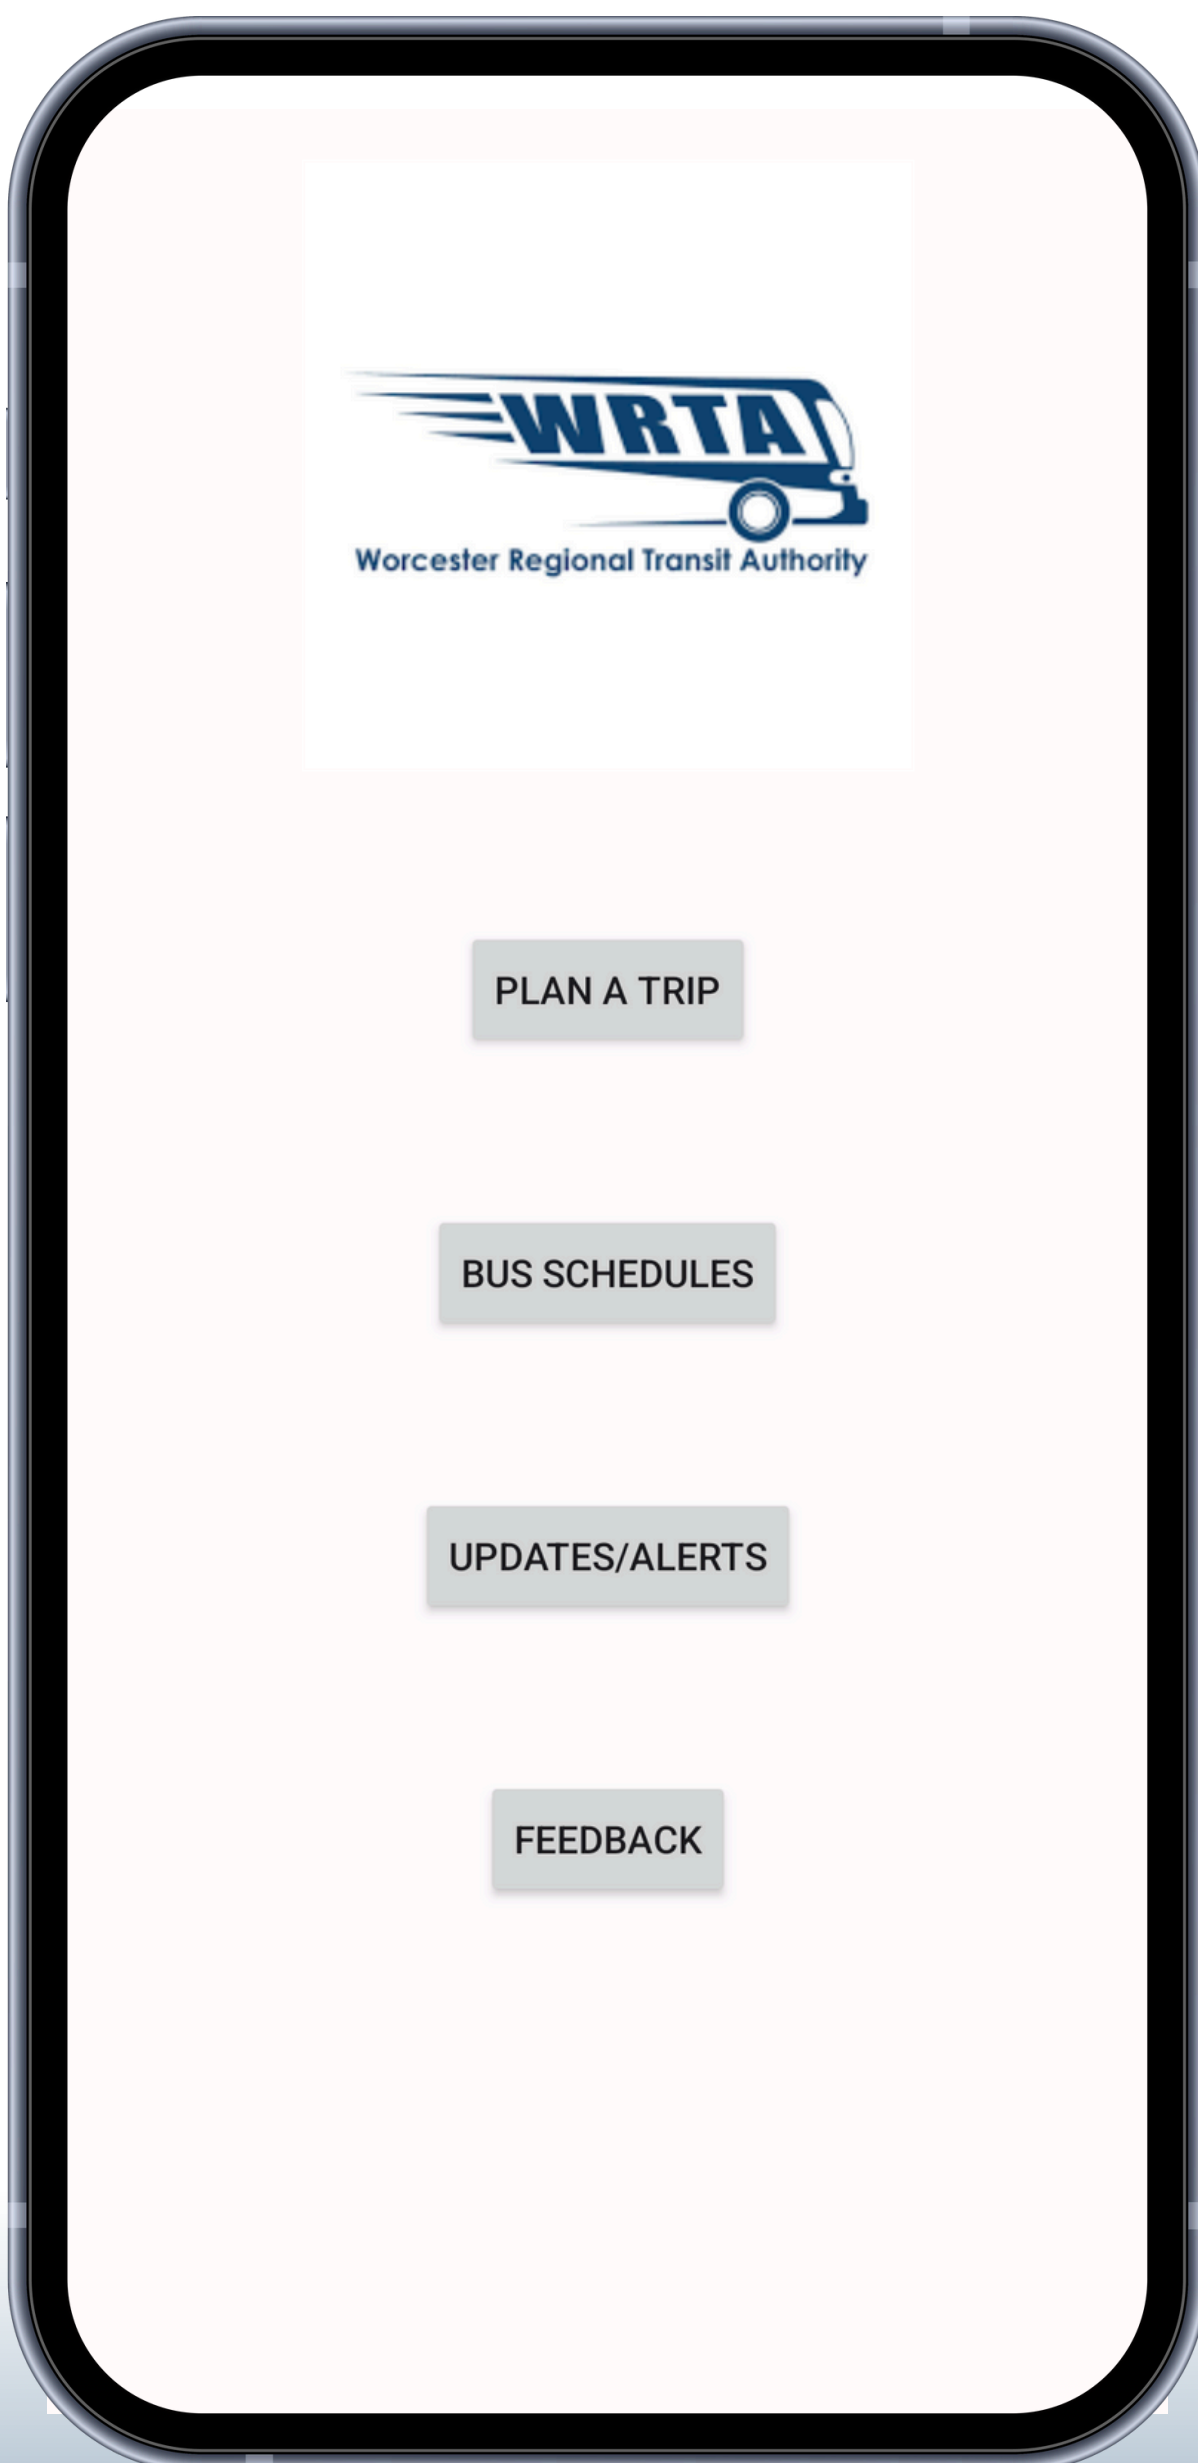 WRTA
Worcester Regional Transit Authority
PLAN A TRIP
BUS SCHEDULES
UPDATES/ALERTS
FEEDBACK